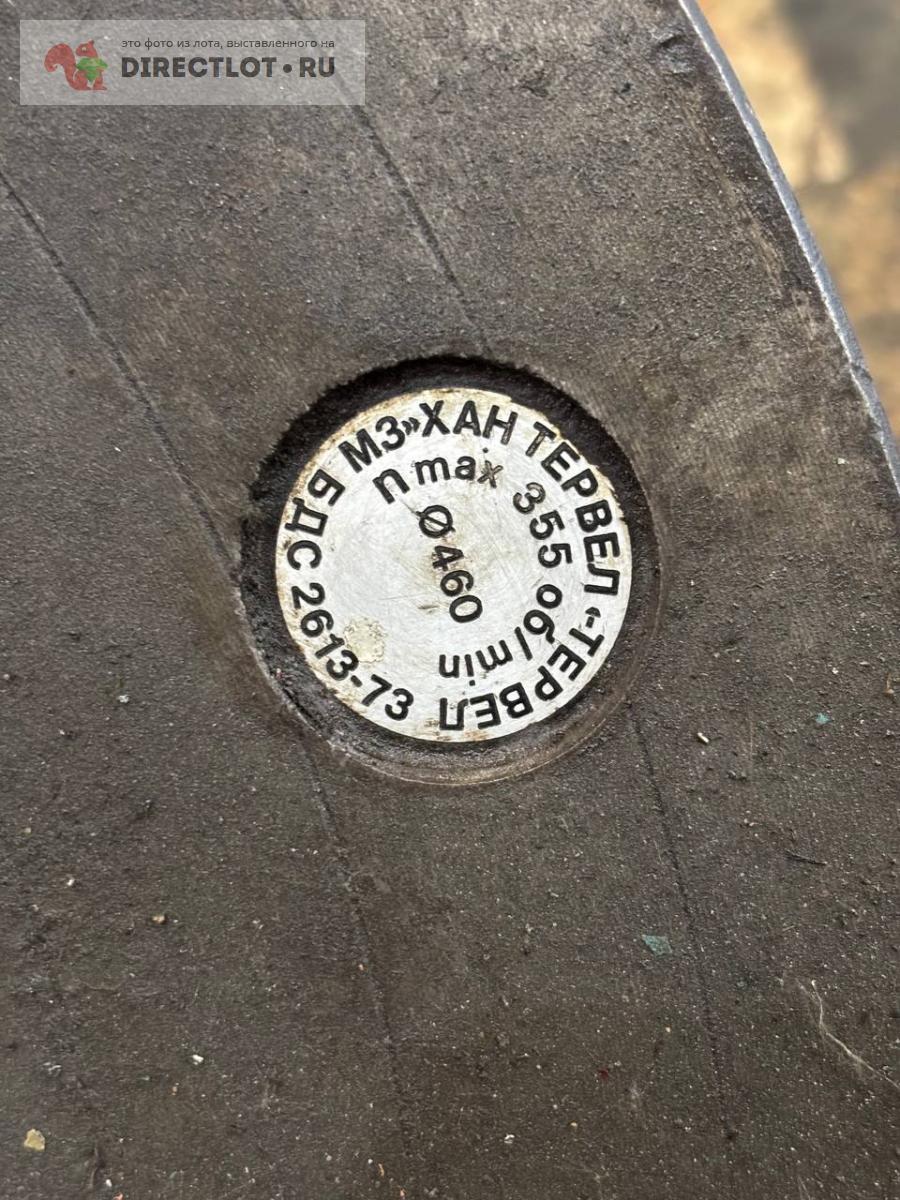 это фото из лота, выставленного на
DIRECTLOT.RU
МЗ»ХАН ТЕРВЕЛ«-ТЕРВЕЛ
БДС 2613-73
n max 355 об/min
Ø 460